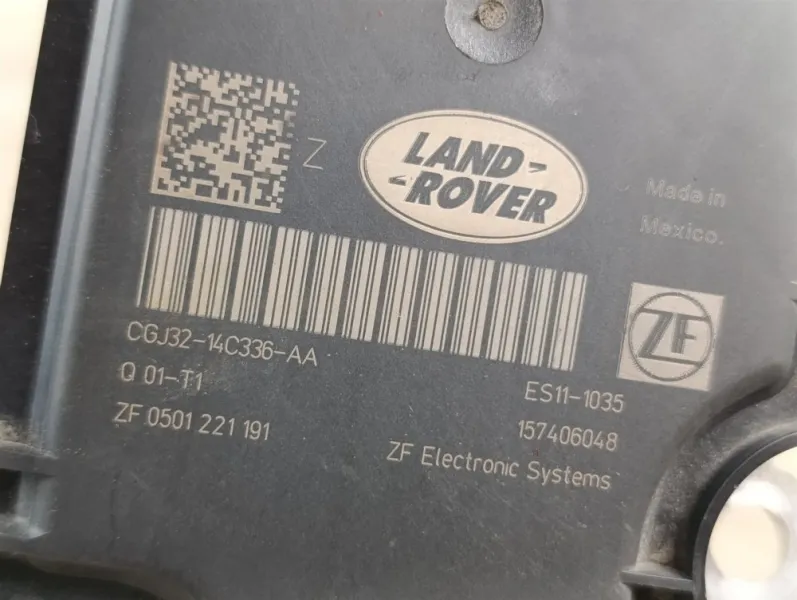 Z
LAND-
-ROVER
Made in
Mexico.
CGJ32-14C336-AA
Q 01-T1
ZF 0501 221 191
ZF
ES11-1035
157406048
ZF Electronic Systems